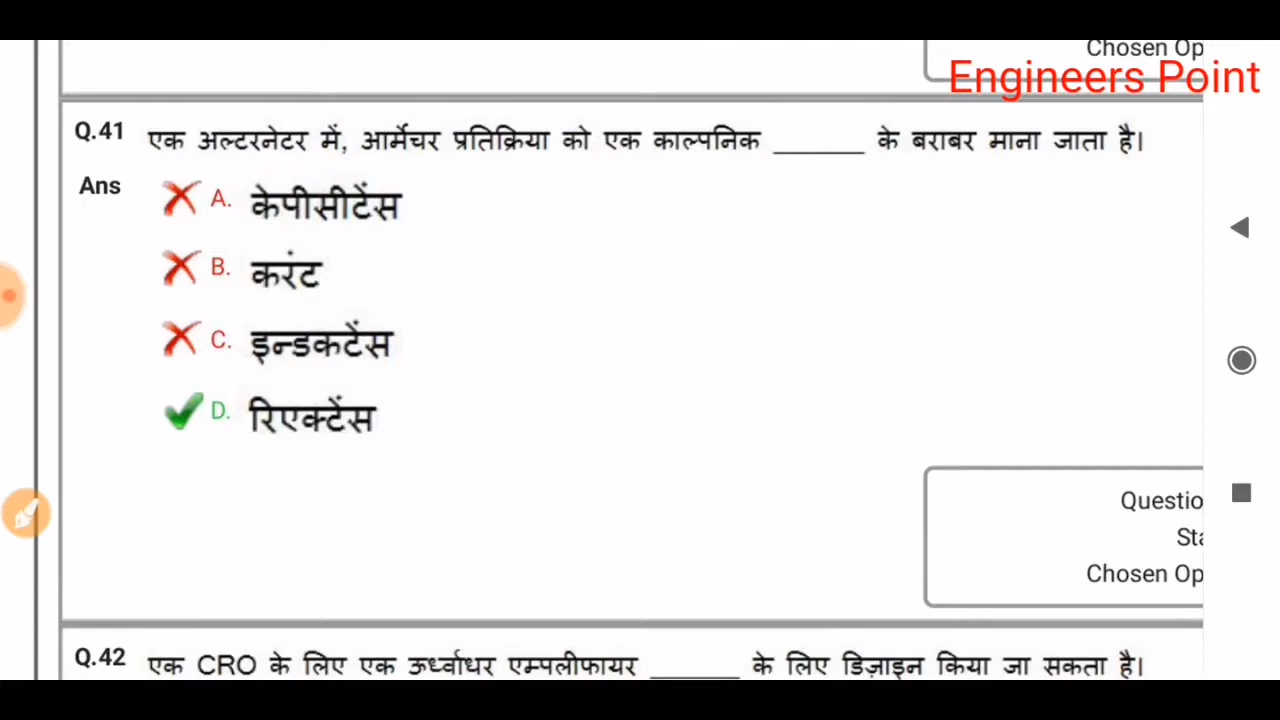 Chosen Op
Engineers Point
Q.41 एक अल्टरनेटर में, आर्मेचर प्रतिक्रिया को एक काल्पनिक ______ के बराबर माना जाता है।
Ans
A. केपीसीटेंस
B. करंट
C. इन्डकटेंस
D. रिएक्टेंस
Questio
Sta
Chosen Op
Q.42 एक CRO के लिए एक ऊर्ध्वाधर एम्पलीफायर ______ के लिए डिज़ाइन किया जा सकता है।